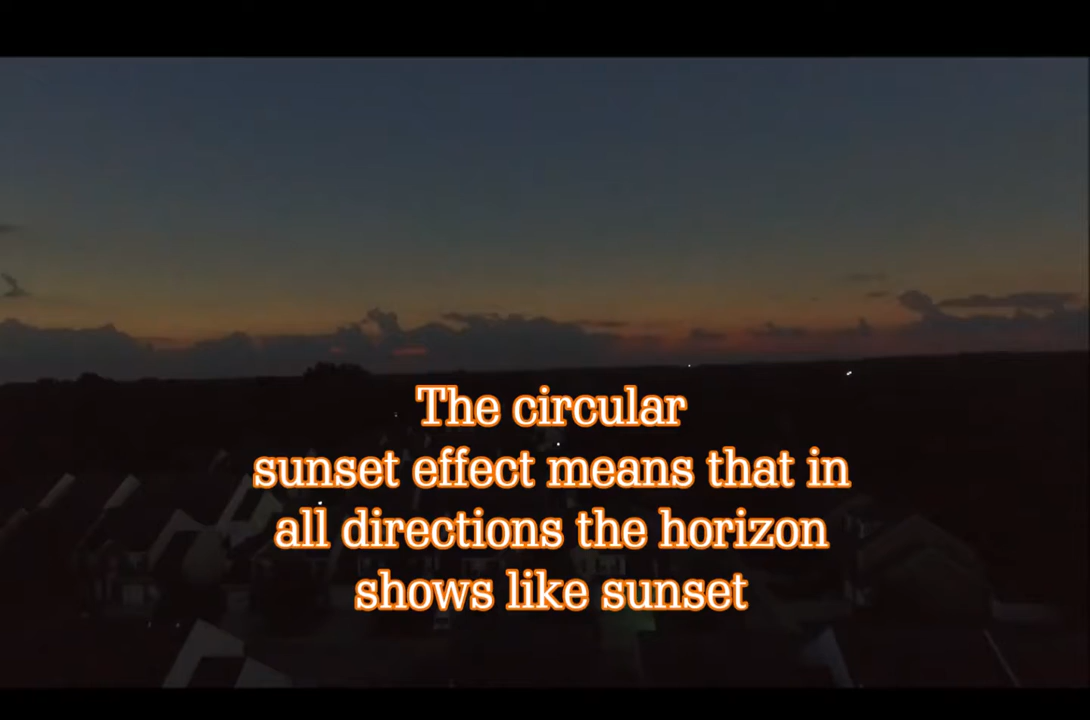 The circular
sunset effect means that in
all directions the horizon
shows like sunset